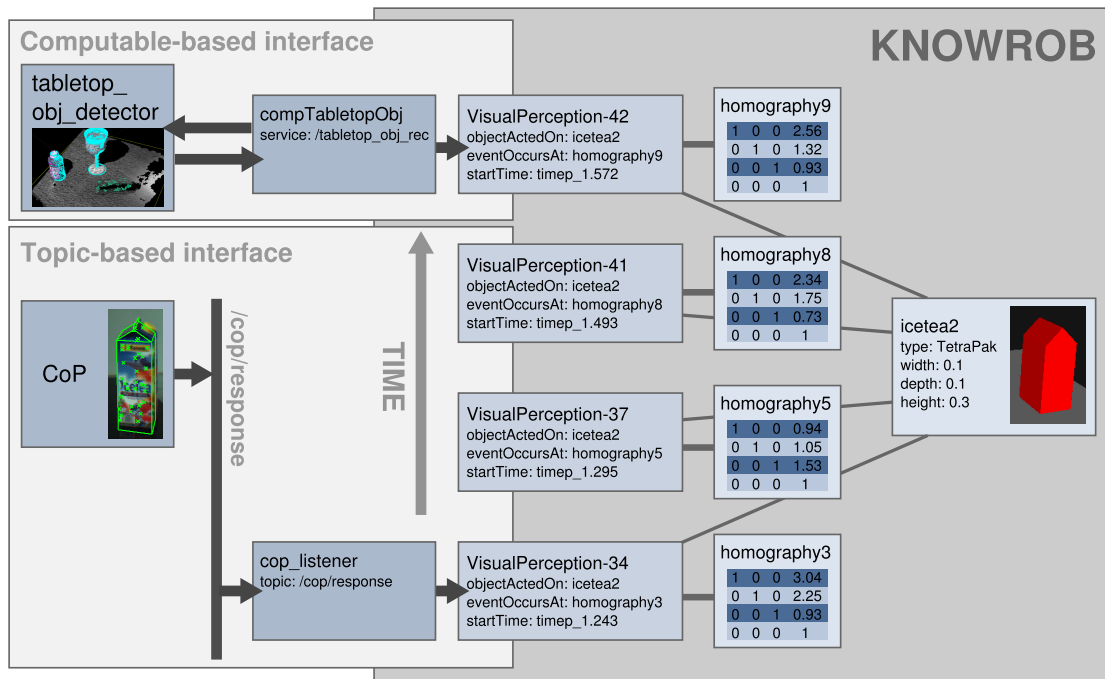 KNOWROB
Computable-based interface
tabletop_
obj_detector
compTabletopObj
service: /tabletop_obj_rec
VisualPerception-42
objectActedOn: icetea2
eventOccursAt: homography9
startTime: timep_1.572
homography9
1 0 0 2.56
0 1 0 1.32
0 0 1 0.93
0 0 0 1
Topic-based interface
CoP
/cop/response
TIME
VisualPerception-41
objectActedOn: icetea2
eventOccursAt: homography8
startTime: timep_1.493
homography8
1 0 0 2.34
0 1 0 1.75
0 0 1 0.73
0 0 0 1
icetea2
type: TetraPak
width: 0.1
depth: 0.1
height: 0.3
VisualPerception-37
objectActedOn: icetea2
eventOccursAt: homography5
startTime: timep_1.295
homography5
1 0 0 0.94
0 1 0 1.05
0 0 1 1.53
0 0 0 1
cop_listener
topic: /cop/response
VisualPerception-34
objectActedOn: icetea2
eventOccursAt: homography3
startTime: timep_1.243
homography3
1 0 0 3.04
0 1 0 2.25
0 0 1 0.93
0 0 0 1